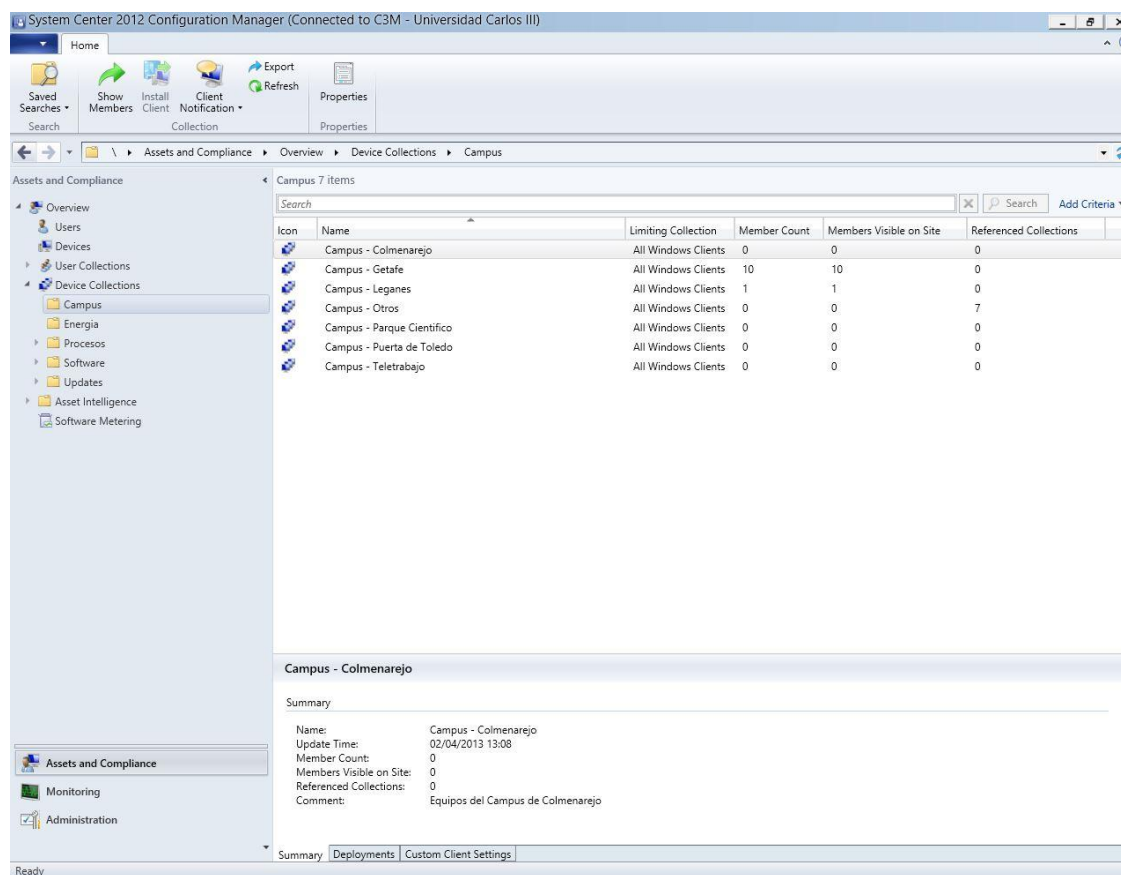 System Center 2012 Configuration Manager (Connected to C3M - Universidad Carlos III)
Home
Saved Searches
Show Members
Install Client
Client Notification
Export
Refresh
Properties
Search
Collection
Properties
\ Assets and Compliance Overview Device Collections Campus
Assets and Compliance
Overview
Users
Devices
User Collections
Device Collections
Campus
Energia
Procesos
Software
Updates
Asset Intelligence
Software Metering
Assets and Compliance
Monitoring
Administration
Campus 7 items
Search
Search Add Criteria
Icon Name Limiting Collection Member Count Members Visible on Site Referenced Collections
Campus - Colmenarejo All Windows Clients 0 0 0
Campus - Getafe All Windows Clients 10 10 0
Campus - Leganes All Windows Clients 1 1 0
Campus - Otros All Windows Clients 0 0 7
Campus - Parque Cientifico All Windows Clients 0 0 0
Campus - Puerta de Toledo All Windows Clients 0 0 0
Campus - Teletrabajo All Windows Clients 0 0 0
Campus - Colmenarejo
Summary
Name: Campus - Colmenarejo
Update Time: 02/04/2013 13:08
Member Count: 0
Members Visible on Site: 0
Referenced Collections: 0
Comment: Equipos del Campus de Colmenarejo
Summary Deployments Custom Client Settings
Ready